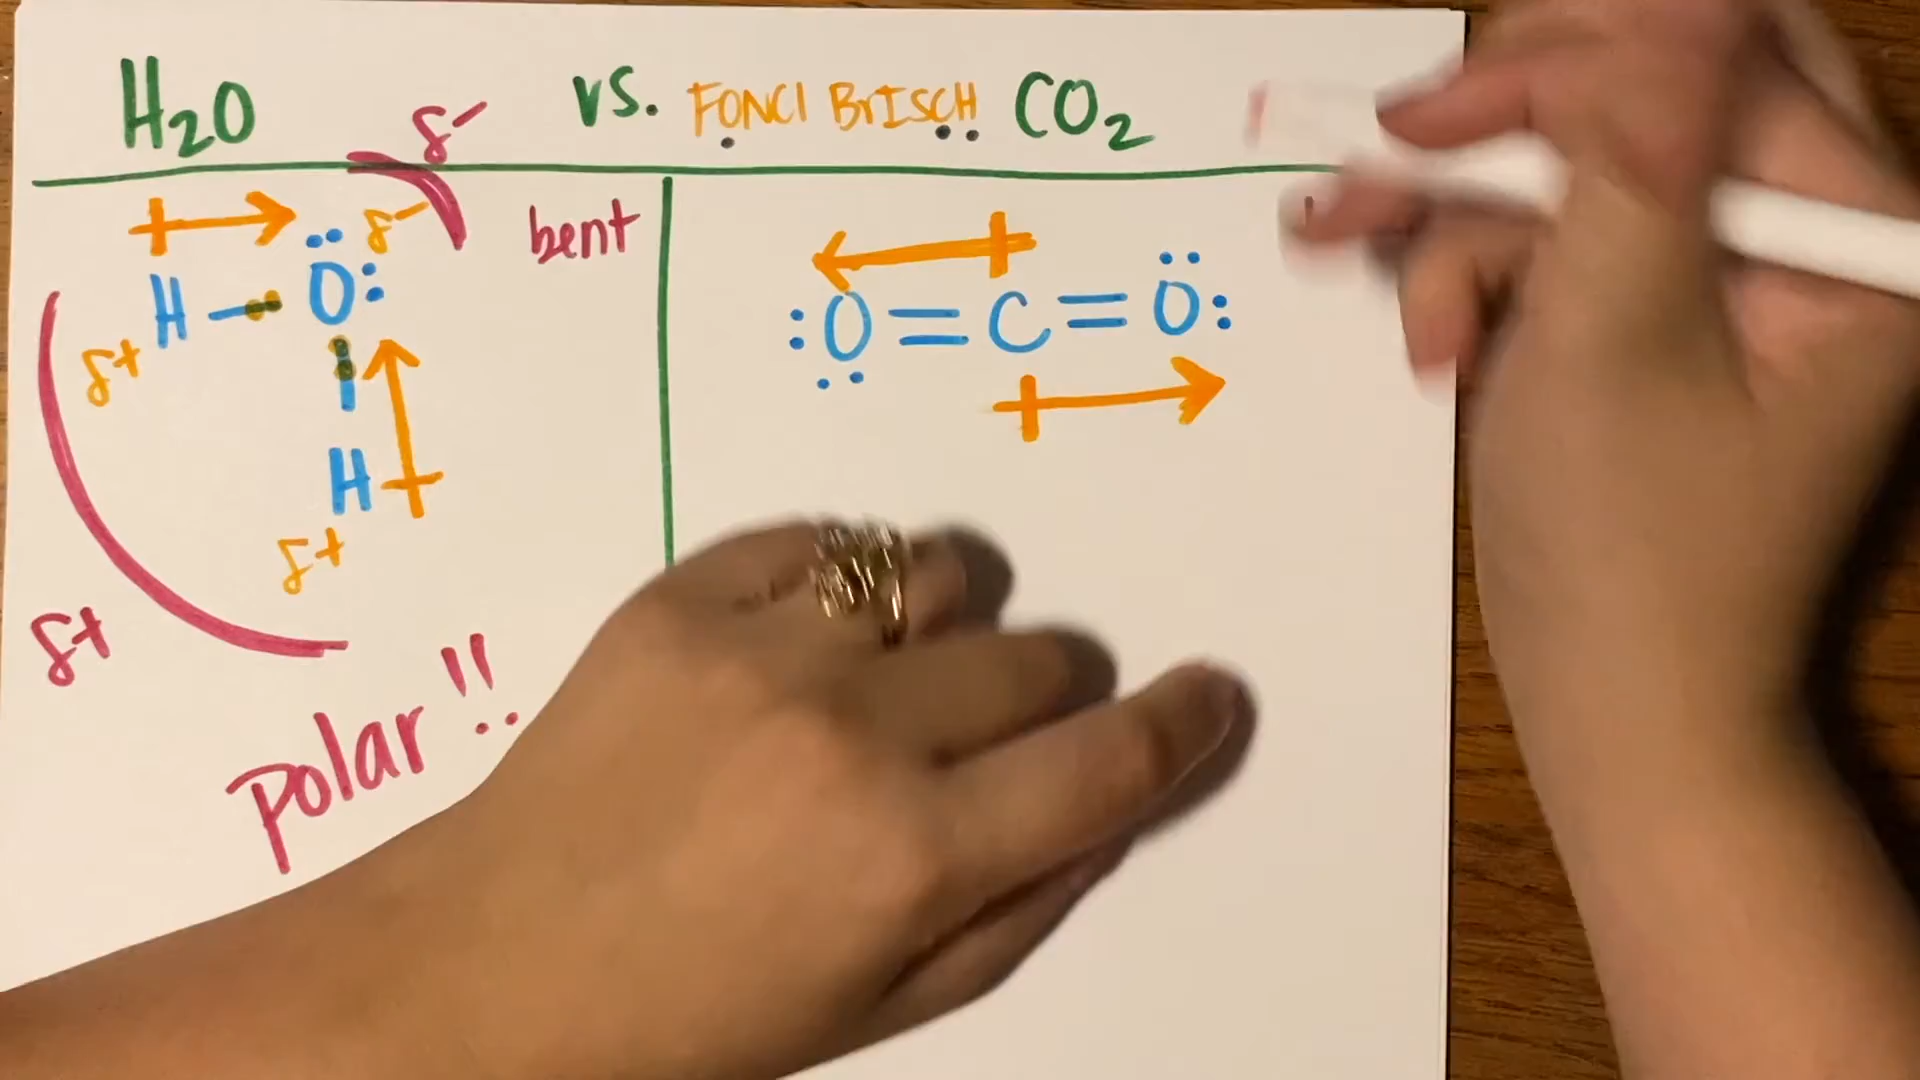 H₂O vs. FONCl BrISCH CO₂
δ-
δ-
bent
H - O:
δ+
H
δ+
δ+
polar!!
:O=C=O: